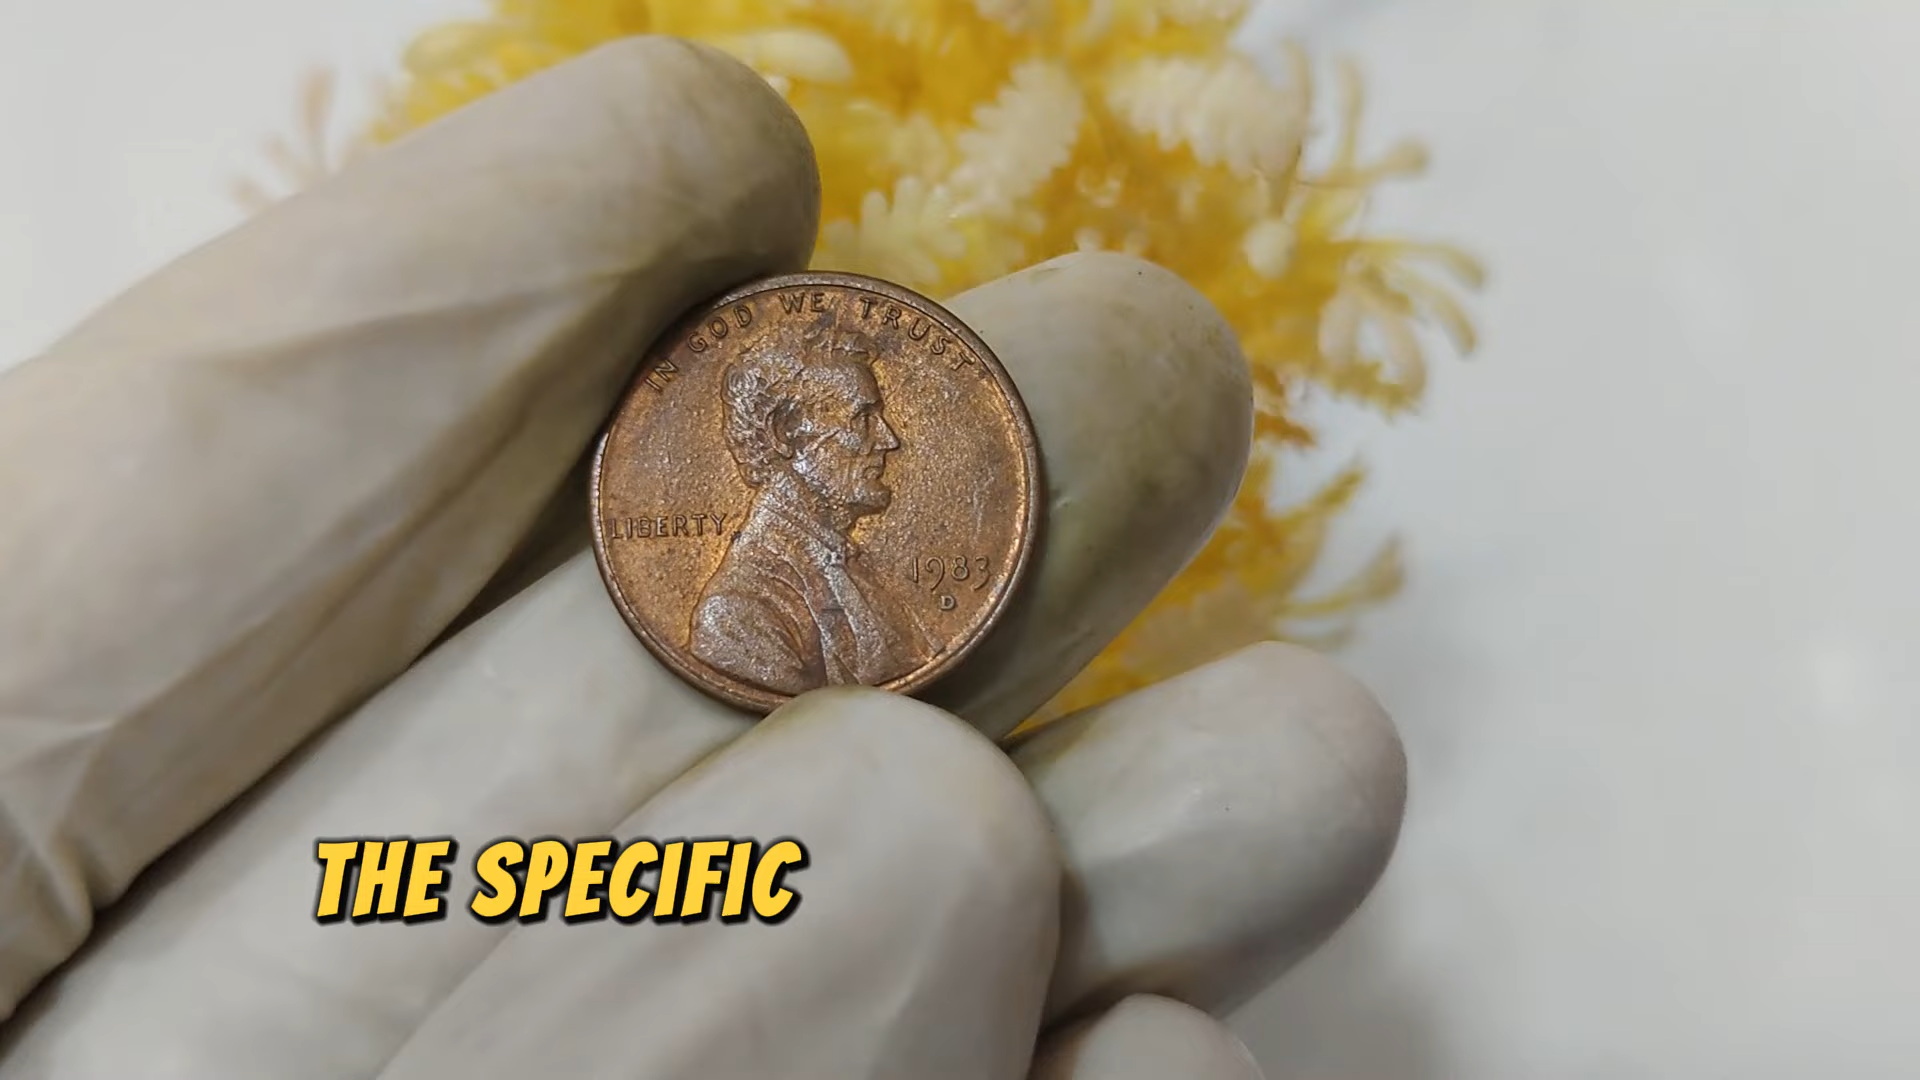 IN GOD WE TRUST
LIBERTY
1983
D
THE SPECIFIC